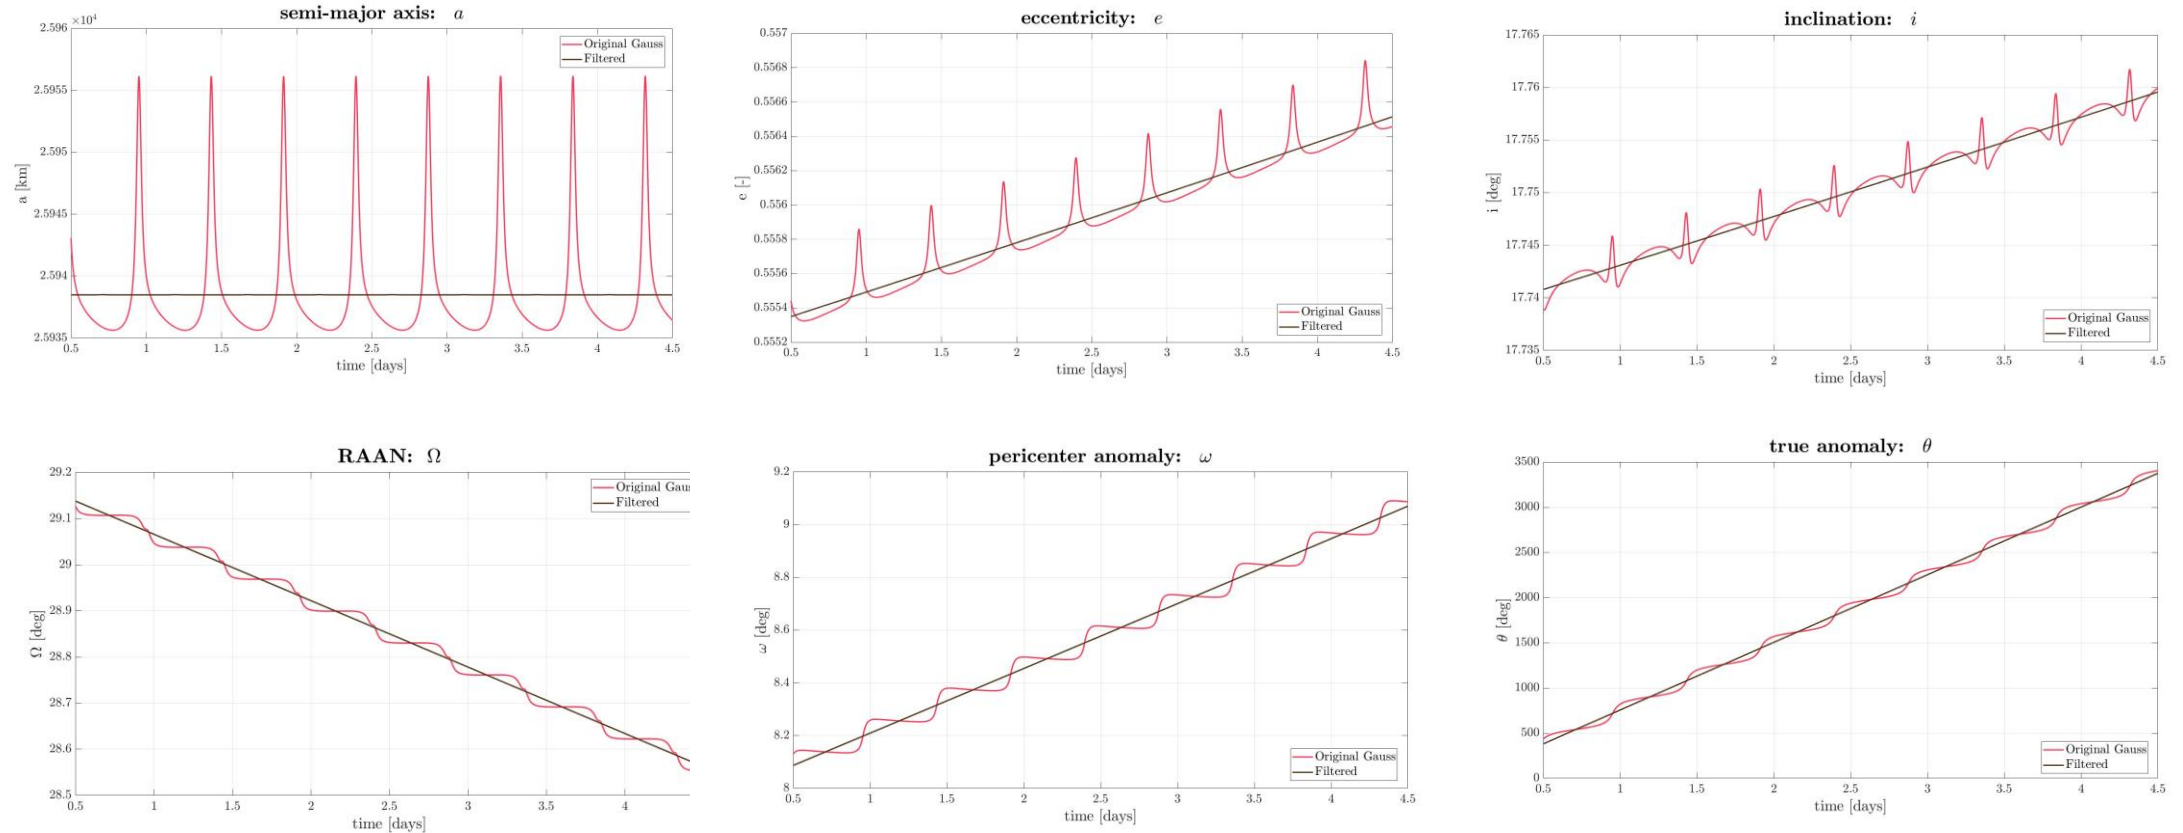 semi-major axis: a
×10⁴
2.596
2.5955
2.595
2.5945
2.594
2.5935
a [km]
0.5 1 1.5 2 2.5 3 3.5 4 4.5
time [days]
Original Gauss
Filtered
eccentricity: e
0.557
0.5568
0.5566
0.5564
0.5562
0.556
0.5558
0.5556
0.5554
0.5552
e [-]
0.5 1 1.5 2 2.5 3 3.5 4 4.5
time [days]
Original Gauss
Filtered
inclination: i
17.765
17.76
17.755
17.75
17.745
17.74
17.735
i [deg]
0.5 1 1.5 2 2.5 3 3.5 4 4.5
time [days]
Original Gauss
Filtered
RAAN: Ω
29.2
29.1
29
28.9
28.8
28.7
28.6
28.5
Ω [deg]
0.5 1 1.5 2 2.5 3 3.5 4
time [days]
Original Gaus
Filtered
pericenter anomaly: ω
9.2
9
8.8
8.6
8.4
8.2
8
ω [deg]
0.5 1 1.5 2 2.5 3 3.5 4 4.5
time [days]
Original Gauss
Filtered
true anomaly: θ
3500
3000
2500
2000
1500
1000
500
0
θ [deg]
0.5 1 1.5 2 2.5 3 3.5 4 4.5
time [days]
Original Gauss
Filtered